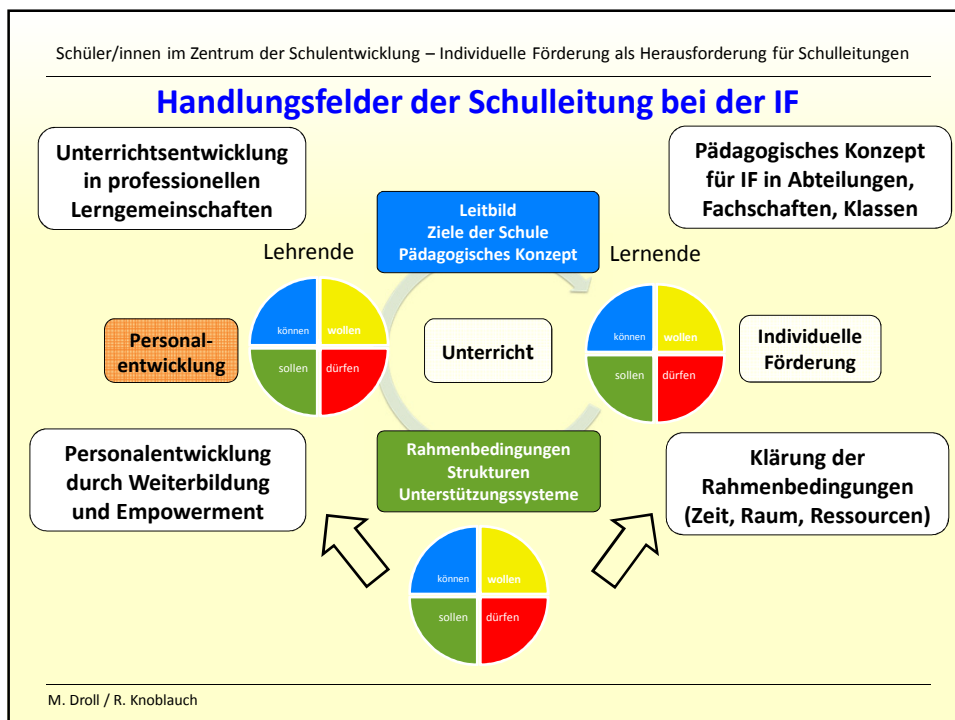 Schüler/innen im Zentrum der Schulentwicklung – Individuelle Förderung als Herausforderung für Schulleitungen
Handlungsfelder der Schulleitung bei der IF
Unterrichtsentwicklung
in professionellen
Lerngemeinschaften
Pädagogisches Konzept
für IF in Abteilungen,
Fachschaften, Klassen
Leitbild
Ziele der Schule
Pädagogisches Konzept
Lehrende
Lernende
können
wollen
sollen
dürfen
können
wollen
sollen
dürfen
Personal-
entwicklung
Unterricht
Individuelle
Förderung
Personalentwicklung
durch Weiterbildung
und Empowerment
Rahmenbedingungen
Strukturen
Unterstützungssysteme
Klärung der
Rahmenbedingungen
(Zeit, Raum, Ressourcen)
können
wollen
sollen
dürfen
M. Droll / R. Knoblauch